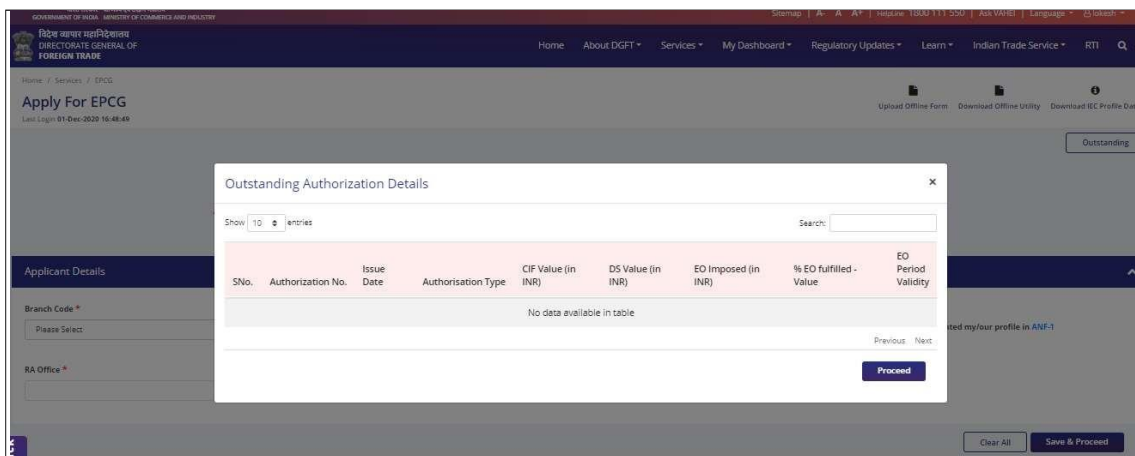 GOVERNMENT OF INDIA MINISTRY OF COMMERCE AND INDUSTRY
Sitemap | A- A A+ | HelpLine 1800 111 550 | Ask VAHEI | Language lokesh
विदेश व्यापार महानिदेशालय
DIRECTORATE GENERAL OF
FOREIGN TRADE
Home About DGFT Services My Dashboard Regulatory Updates Learn Indian Trade Service RTI
Home / Services / EPCG
Apply For EPCG
Last Login 01-Dec-2020 16:48:49
Upload Offline Form Download Offline Utility Download IEC Profile
Outstanding
Outstanding Authorization Details ×
Show 10 entries Search:
SNo. Authorization No. Issue Date Authorisation Type CIF Value (in INR) DS Value (in INR) EO Imposed (in INR) % EO fulfilled - Value EO Period Validity
No data available in table
Previous Next
Proceed
Applicant Details
Branch Code *
Please Select
my/our profile in ANF-1
RA Office *
Clear All Save & Proceed